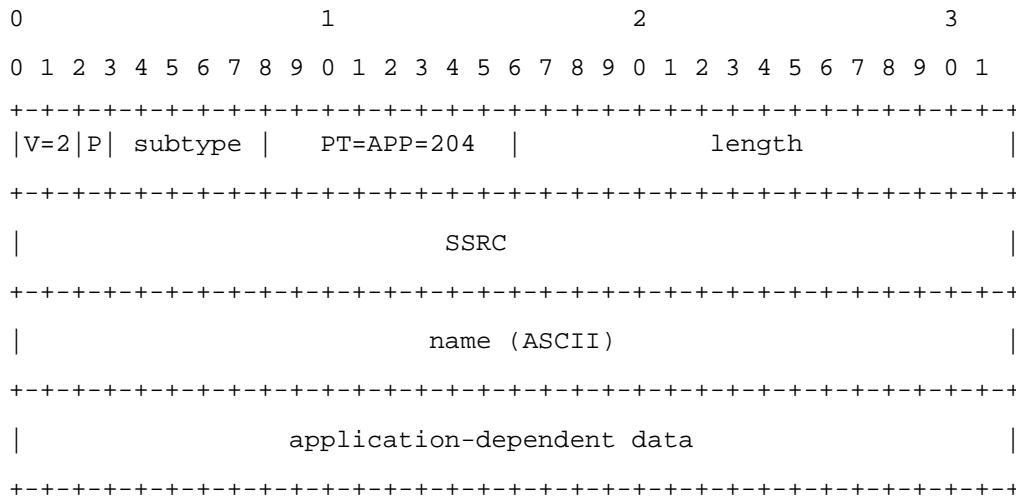 0 1 2 3
0 1 2 3 4 5 6 7 8 9 0 1 2 3 4 5 6 7 8 9 0 1 2 3 4 5 6 7 8 9 0 1
+-+-+-+-+-+-+-+-+-+-+-+-+-+-+-+-+-+-+-+-+-+-+-+-+-+-+-+-+-+-+-+-+
|V=2|P| subtype | PT=APP=204 | length |
+-+-+-+-+-+-+-+-+-+-+-+-+-+-+-+-+-+-+-+-+-+-+-+-+-+-+-+-+-+-+-+-+
| SSRC |
+-+-+-+-+-+-+-+-+-+-+-+-+-+-+-+-+-+-+-+-+-+-+-+-+-+-+-+-+-+-+-+-+
| name (ASCII) |
+-+-+-+-+-+-+-+-+-+-+-+-+-+-+-+-+-+-+-+-+-+-+-+-+-+-+-+-+-+-+-+-+
| application-dependent data |
+-+-+-+-+-+-+-+-+-+-+-+-+-+-+-+-+-+-+-+-+-+-+-+-+-+-+-+-+-+-+-+-+